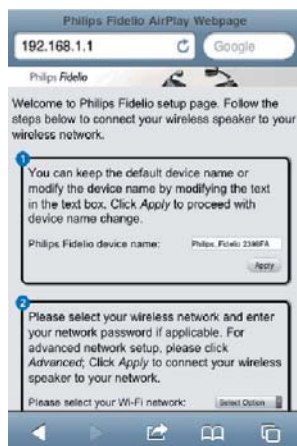 Philips Fidelio AirPlay Webpage
192.168.1.1
Google
Philips Fidelio
Welcome to Philips Fidelio setup page. Follow the
steps below to connect your wireless speaker to your
wireless network.
1
You can keep the default device name or
modify the device name by modifying the text
in the text box. Click Apply to proceed with
device name change.
Philips Fidelio device name:
Philips_Fidelio
Apply
2
Please select your wireless network and enter
your network password if applicable. For
advanced network setup, please click
Advanced; Click Apply to connect your wireless
speaker to your network.
Please select your Wi-Fi network:
Select Option